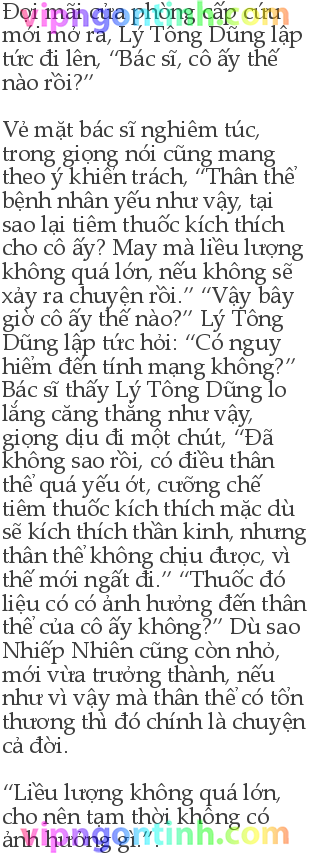 Đợi mãi cửa phòng cấp cứu
vipngontinh.com
mới mở ra, Lý Tông Dũng lập
tức đi lên, “Bác sĩ, cô ấy thế
nào rồi?”
Vẻ mặt bác sĩ nghiêm túc,
trong giọng nói cũng mang
theo ý khiển trách, “Thân thể
bệnh nhân yếu như vậy, tại
sao lại tiêm thuốc kích thích
cho cô ấy? May mà liều lượng
không quá lớn, nếu không sẽ
xảy ra chuyện rồi.” “Vậy bây
giờ cô ấy thế nào?” Lý Tông
Dũng lập tức hỏi: “Có nguy
hiểm đến tính mạng không?”
Bác sĩ thấy Lý Tông Dũng lo
lắng căng thẳng như vậy,
giọng dịu đi một chút, “Đã
không sao rồi, có điều thân
thể quá yếu ớt, cưỡng chế
tiêm thuốc kích thích mặc dù
sẽ kích thích thần kinh, nhưng
thân thể không chịu được, vì
thế mới ngất đi.” “Thuốc đó
liệu có có ảnh hưởng đến thân
thể của cô ấy không?” Dù sao
Nhiếp Nhiên cũng còn nhỏ,
mới vừa trưởng thành, nếu
như vì vậy mà thân thể có tổn
thương thì đó chính là chuyện
cả đời.
“Liều lượng không quá lớn,
cho nên tạm thời không có
ảnh hưởng gì.”.
vipngontinh.com